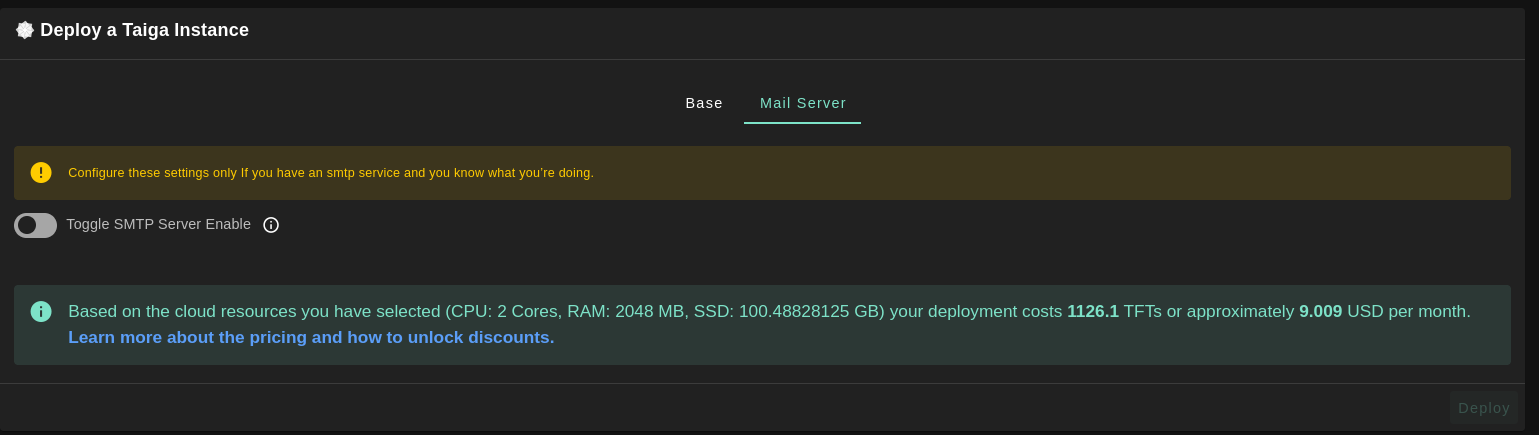 Deploy a Taiga Instance
Base
Mail Server
Configure these settings only If you have an smtp service and you know what you’re doing.
Toggle SMTP Server Enable
Based on the cloud resources you have selected (CPU: 2 Cores, RAM: 2048 MB, SSD: 100.48828125 GB) your deployment costs 1126.1 TFTs or approximately 9.009 USD per month.
Learn more about the pricing and how to unlock discounts.
Deploy